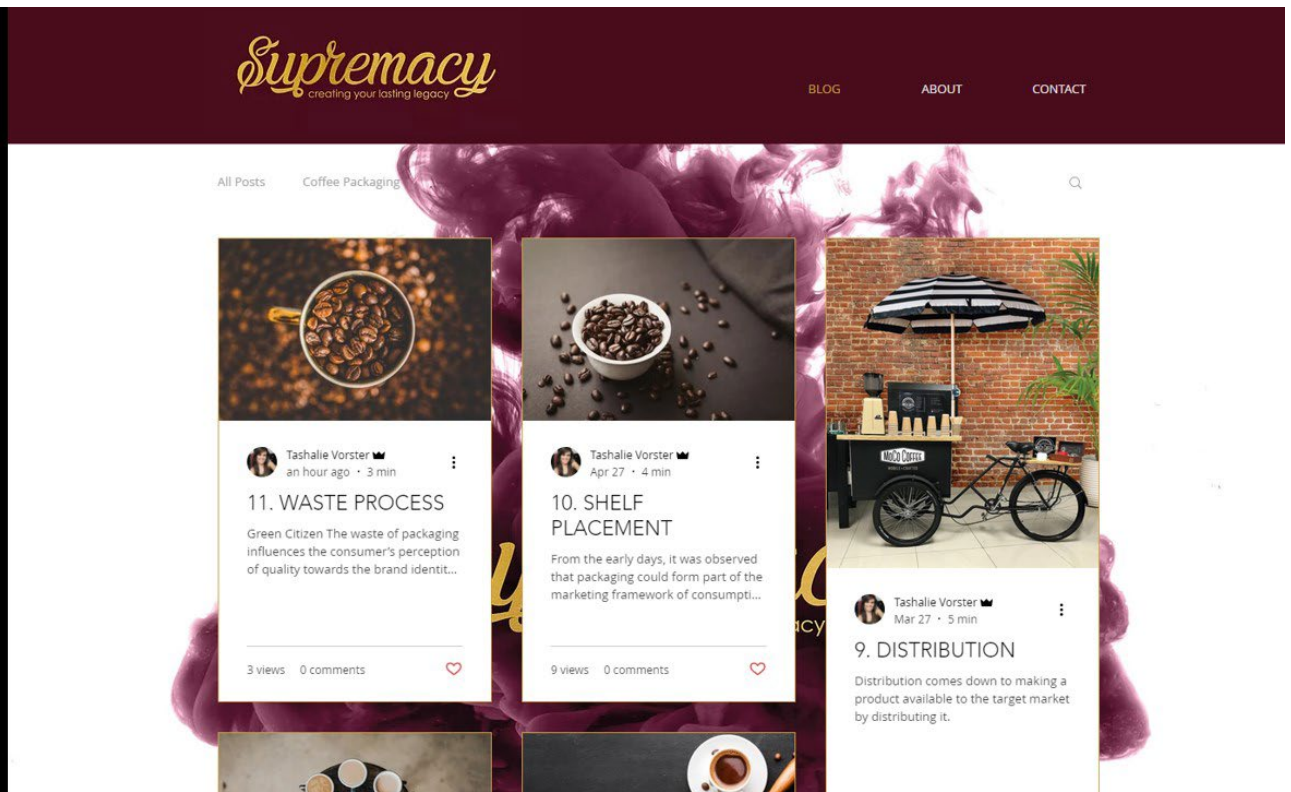 Supremacy
creating your lasting legacy
BLOG
ABOUT
CONTACT
All Posts
Coffee Packaging
Tashalie Vorster
an hour ago · 3 min
11. WASTE PROCESS
Green Citizen The waste of packaging
influences the consumer's perception
of quality towards the brand identit...
3 views 0 comments
Tashalie Vorster
Apr 27 · 4 min
10. SHELF
PLACEMENT
From the early days, it was observed
that packaging could form part of the
marketing framework of consumpti...
9 views 0 comments
MoCo COFFEE
Tashalie Vorster
Mar 27 · 5 min
9. DISTRIBUTION
Distribution comes down to making a
product available to the target market
by distributing it.